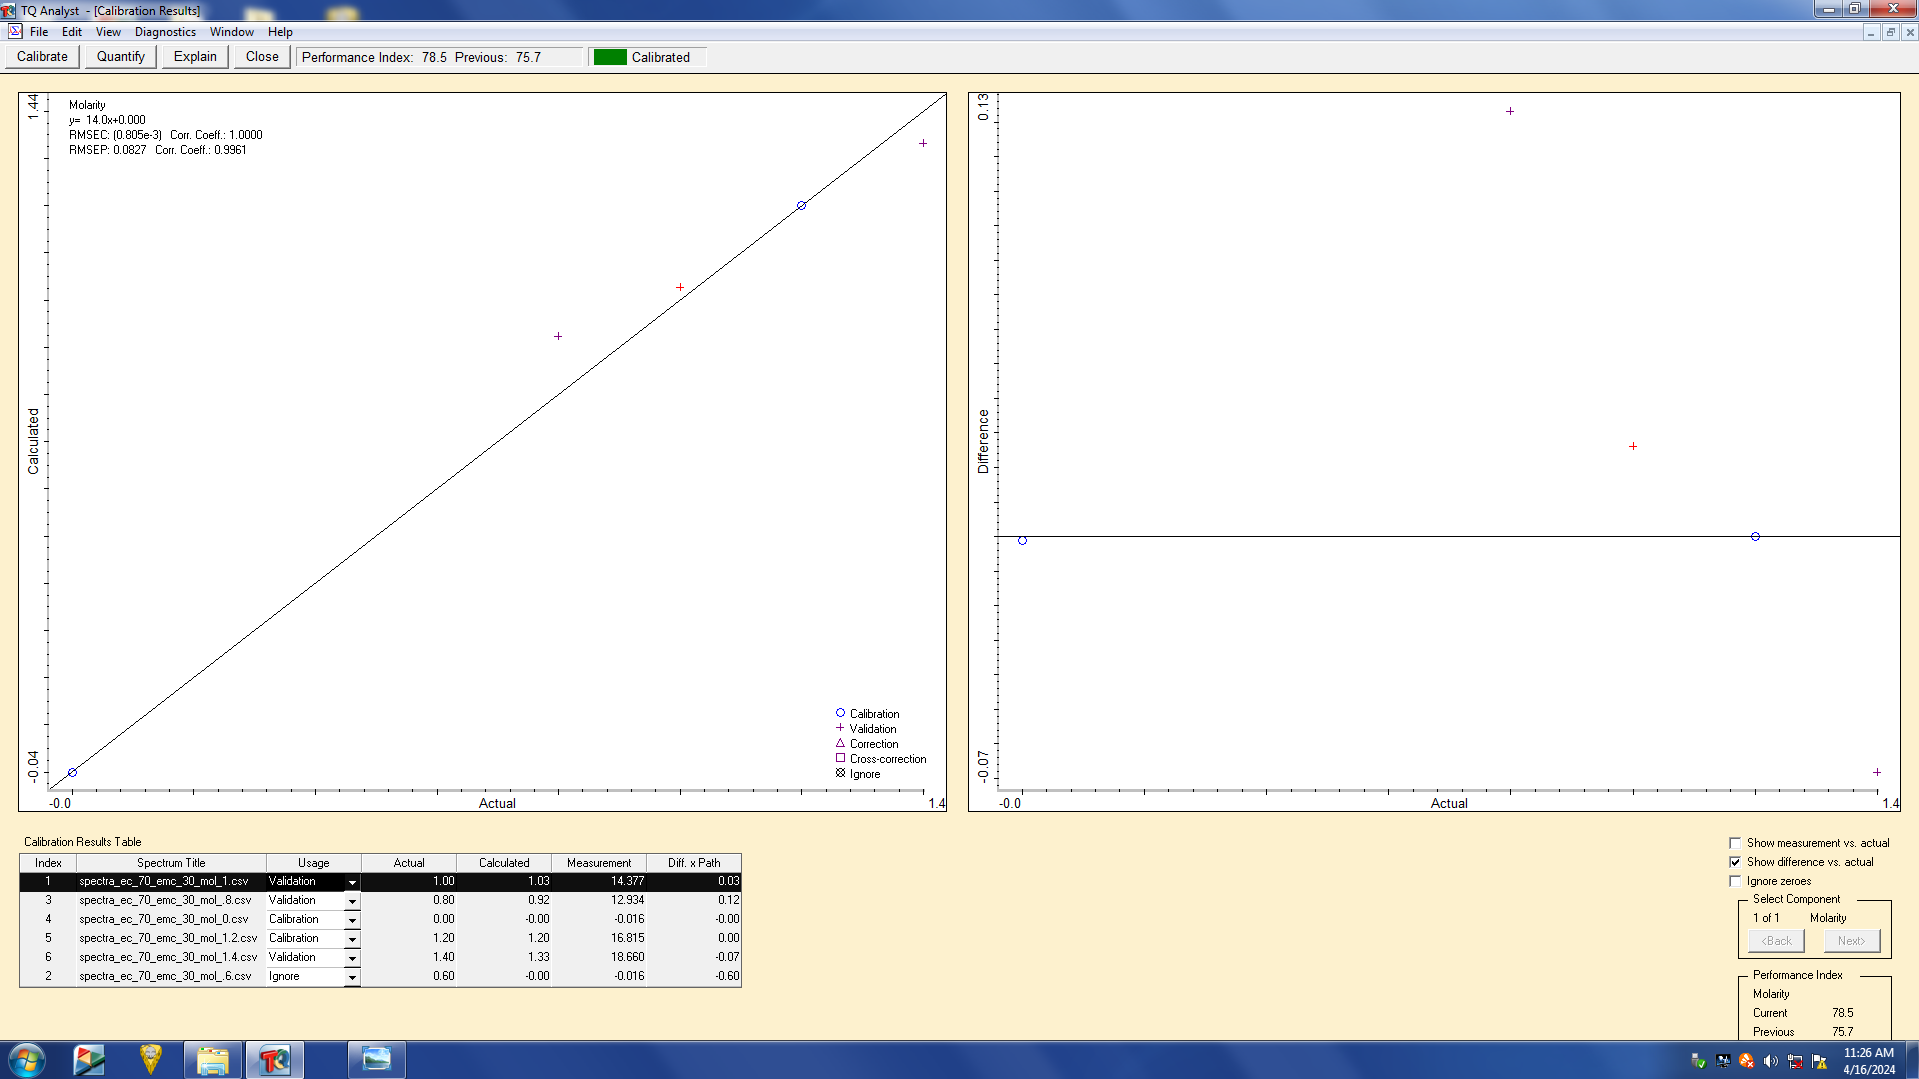 TQ Analyst - [Calibration Results]
File Edit View Diagnostics Window Help
Calibrate Quantify Explain Close Performance Index: 78.5 Previous: 75.7 Calibrated
1.44
Molarity
y= 14.0x+0.000
RMSEC: (0.805e-3) Corr. Coeff.: 1.0000
RMSEP: 0.0827 Corr. Coeff.: 0.9961
Calculated
-0.04
Calibration
Validation
Correction
Cross-correction
Ignore
-0.0 Actual 1.4
0.13
Difference
-0.07
-0.0 Actual 1.4
Calibration Results Table
Index Spectrum Title Usage Actual Calculated Measurement Diff. x Path
1 spectra_ec_70_emc_30_mol_1.csv Validation 1.00 1.03 14.377 0.03
3 spectra_ec_70_emc_30_mol_.8.csv Validation 0.80 0.92 12.934 0.12
4 spectra_ec_70_emc_30_mol_0.csv Calibration 0.00 -0.00 -0.016 -0.00
5 spectra_ec_70_emc_30_mol_1.2.csv Calibration 1.20 1.20 16.815 0.00
6 spectra_ec_70_emc_30_mol_1.4.csv Validation 1.40 1.33 18.660 -0.07
2 spectra_ec_70_emc_30_mol_.6.csv Ignore 0.60 -0.00 -0.016 -0.60
Show measurement vs. actual
Show difference vs. actual
Ignore zeroes
Select Component
1 of 1 Molarity
<Back Next>
Performance Index
Molarity
Current 78.5
Previous 75.7
11:26 AM
4/16/2024